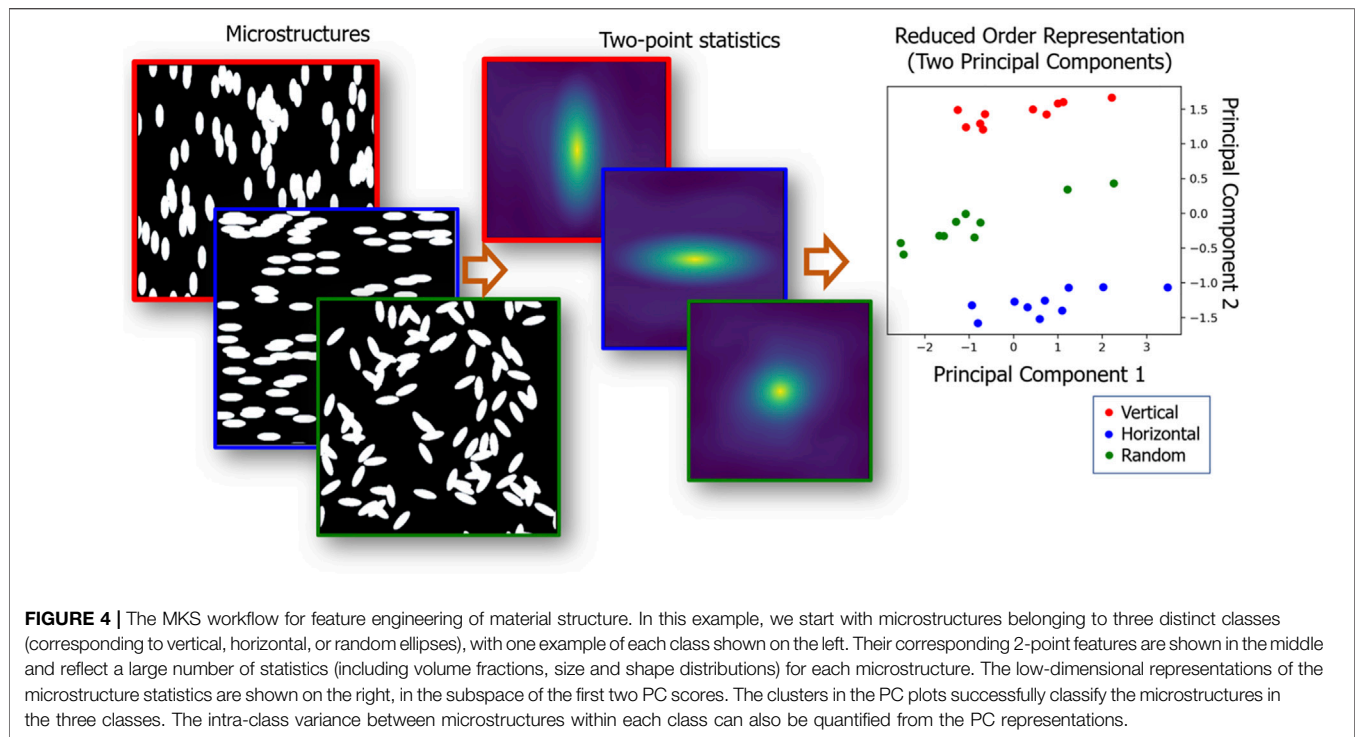 Microstructures
Two-point statistics
Reduced Order Representation
(Two Principal Components)
1.5
1.0
0.5
0.0
−0.5
−1.0
−1.5
Principal Component 2
−2 −1 0 1 2 3
Principal Component 1
Vertical
Horizontal
Random
FIGURE 4 | The MKS workflow for feature engineering of material structure. In this example, we start with microstructures belonging to three distinct classes
(corresponding to vertical, horizontal, or random ellipses), with one example of each class shown on the left. Their corresponding 2-point features are shown in the middle
and reflect a large number of statistics (including volume fractions, size and shape distributions) for each microstructure. The low-dimensional representations of the
microstructure statistics are shown on the right, in the subspace of the first two PC scores. The clusters in the PC plots successfully classify the microstructures in
the three classes. The intra-class variance between microstructures within each class can also be quantified from the PC representations.